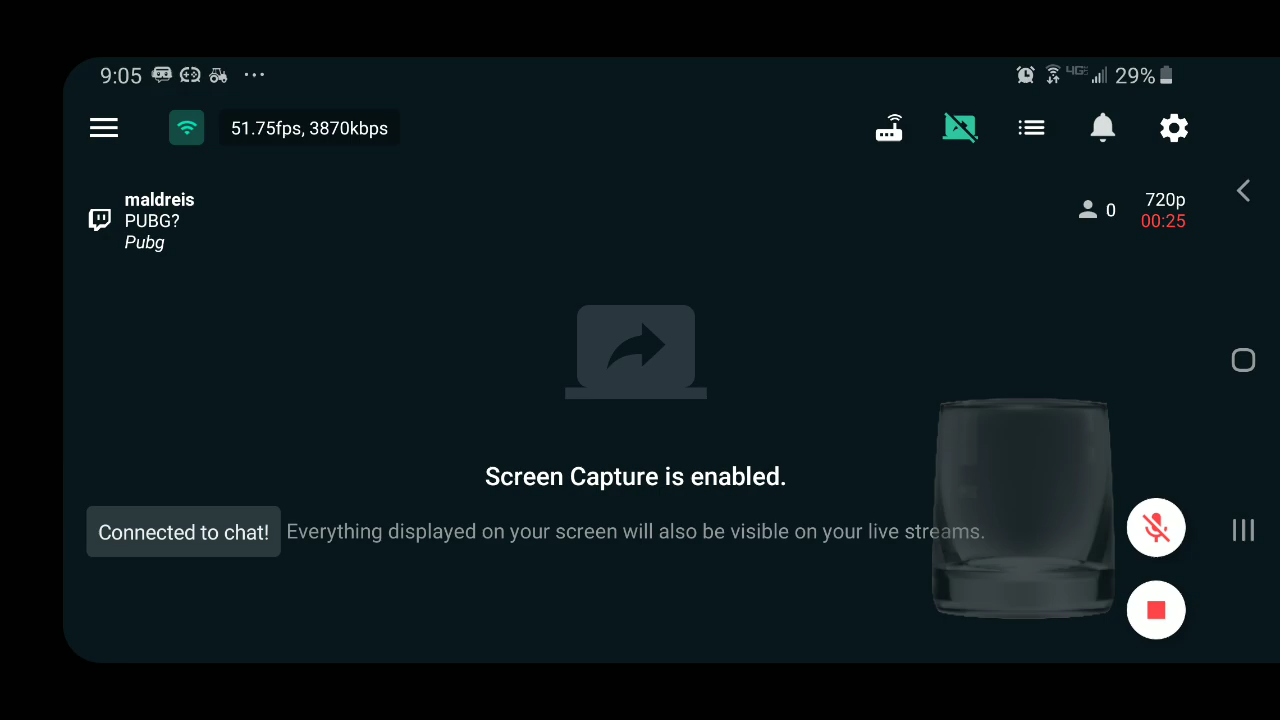 9:05 ... 4GE 29%
51.75fps, 3870kbps
maldreis
PUBG?
Pubg
0
720p
00:25
Screen Capture is enabled.
Connected to chat!
Everything displayed on your screen will also be visible on your live streams.